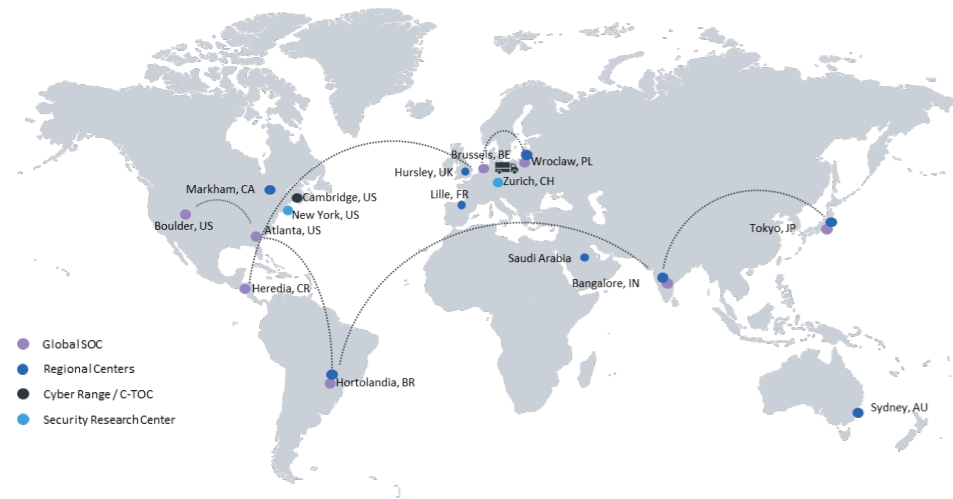 Brussels, BE
Wroclaw, PL
Hursley, UK
Zurich, CH
Markham, CA
Lille, FR
Cambridge, US
New York, US
Boulder, US
Atlanta, US
Tokyo, JP
Saudi Arabia
Bangalore, IN
Heredia, CR
Global SOC
Regional Centers
Hortolandia, BR
Cyber Range / C-TOC
Sydney, AU
Security Research Center